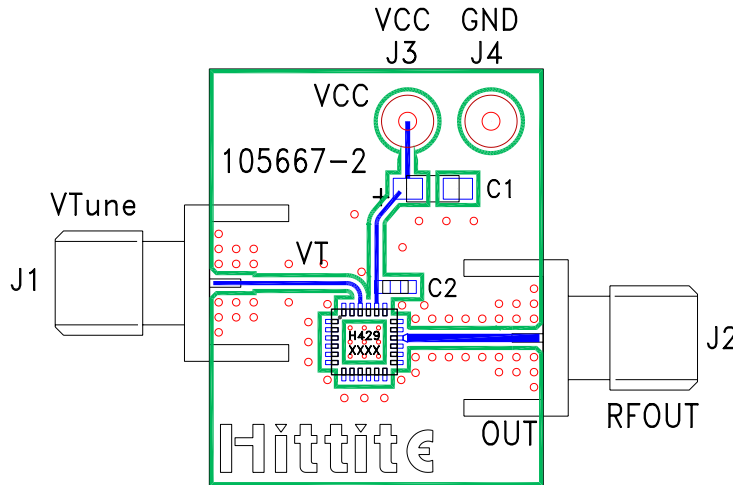 VCC GND
J3 J4
VCC
105667-2
+ C1
VTune
VT
J1
C2
H429
XXXX
J2
RFOUT
OUT
Hittite